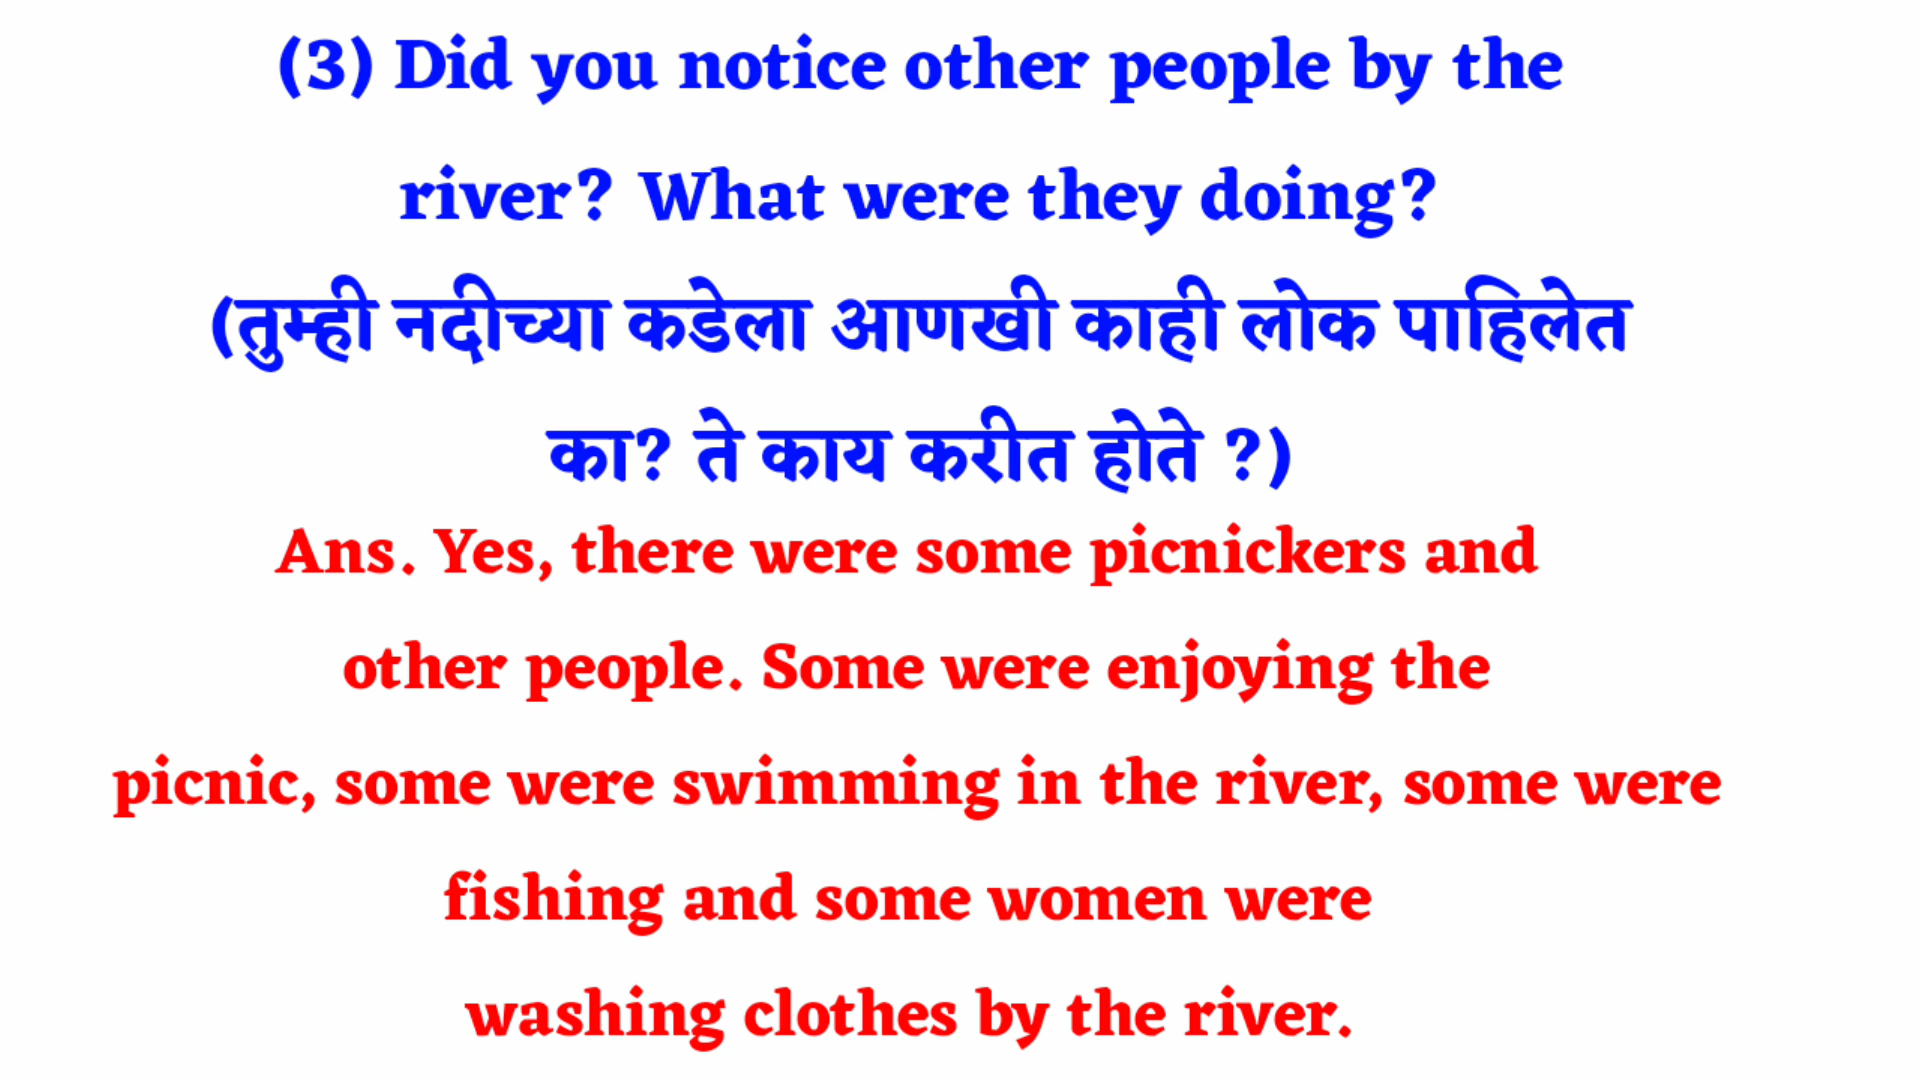 (3) Did you notice other people by the
river? What were they doing?
(तुम्ही नदीच्या कडेला आणखी काही लोक पाहिलेत
का? ते काय करीत होते ?)
Ans. Yes, there were some picnickers and
other people. Some were enjoying the
picnic, some were swimming in the river, some were
fishing and some women were
washing clothes by the river.